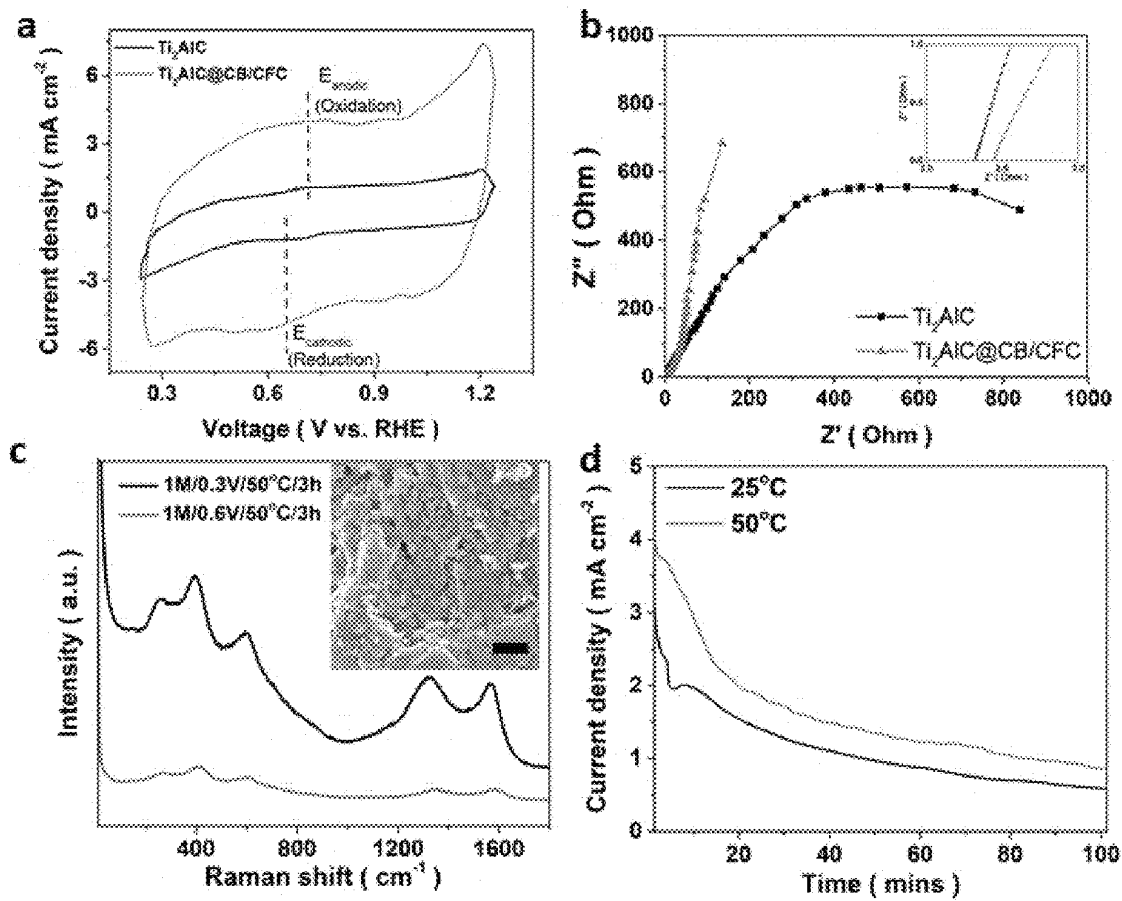 a
Ti2AlC
Ti2AlC@CB/CFC
Eanodic
(Oxidation)
Ecathodic
(Reduction)
6
3
0
-3
-6
0.3 0.6 0.9 1.2
Current density ( mA cm-2 )
Voltage ( V vs. RHE )
b
1000
800
600
400
200
0
0 200 400 600 800 1000
Z'' ( Ohm )
Z' ( Ohm )
Ti2AlC
Ti2AlC@CB/CFC
c
1M/0.3V/50°C/3h
1M/0.6V/50°C/3h
Intensity ( a.u. )
400 800 1200 1600
Raman shift ( cm-1 )
d
25°C
50°C
5
4
3
2
1
0
20 40 60 80 100
Current density ( mA cm-2 )
Time ( mins )